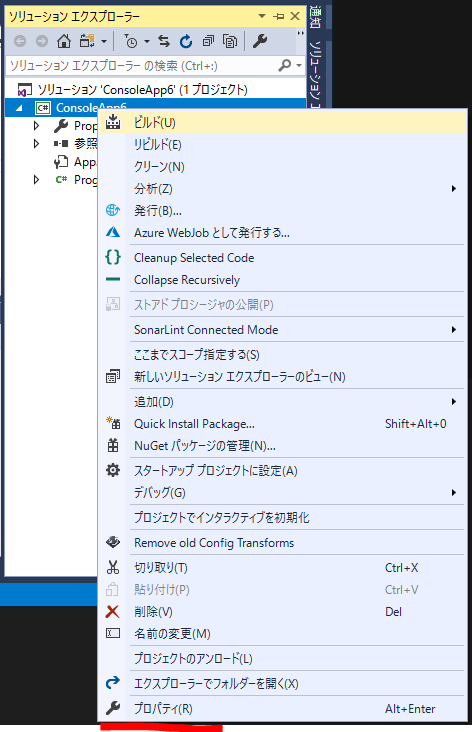 ソリューション エクスプローラー
ソリューション エクスプローラー の検索 (Ctrl+:)
ソリューション 'ConsoleApp6' (1 プロジェクト)
C# ConsoleApp6
Prop
参照
App.
C# Prog
通知
ソリューション エ
ビルド(U)
リビルド(E)
クリーン(N)
分析(Z)
発行(B)...
Azure WebJob として発行する...
Cleanup Selected Code
Collapse Recursively
ストアド プロシージャの公開(P)
SonarLint Connected Mode
ここまでスコープ指定する(S)
新しいソリューション エクスプローラーのビュー(N)
追加(D)
Quick Install Package... Shift+Alt+0
NuGet パッケージの管理(N)...
スタートアップ プロジェクトに設定(A)
デバッグ(G)
プロジェクトでインタラクティブを初期化
Remove old Config Transforms
切り取り(T) Ctrl+X
貼り付け(P) Ctrl+V
削除(V) Del
名前の変更(M)
プロジェクトのアンロード(L)
エクスプローラーでフォルダーを開く(X)
プロパティ(R) Alt+Enter